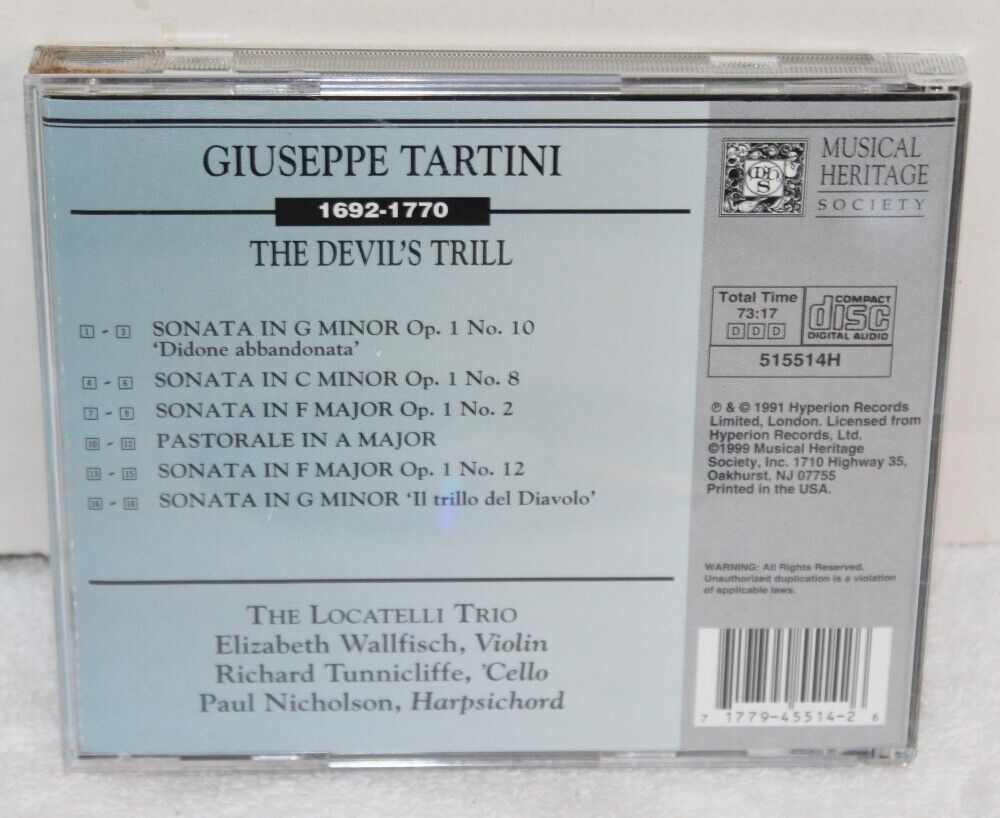 GIUSEPPE TARTINI
1692-1770
THE DEVIL'S TRILL
1 - 3 SONATA IN G MINOR Op. 1 No. 10
'Didone abbandonata'
4 - 6 SONATA IN C MINOR Op. 1 No. 8
7 - 9 SONATA IN F MAJOR Op. 1 No. 2
10 - 12 PASTORALE IN A MAJOR
13 - 15 SONATA IN F MAJOR Op. 1 No. 12
16 - 18 SONATA IN G MINOR 'Il trillo del Diavolo'
THE LOCATELLI TRIO
Elizabeth Wallfisch, Violin
Richard Tunnicliffe, 'Cello
Paul Nicholson, Harpsichord
MUSICAL
HERITAGE
SOCIETY
Total Time
73:17
DDD
COMPACT
disc
DIGITAL AUDIO
515514H
℗ & © 1991 Hyperion Records
Limited, London. Licensed from
Hyperion Records, Ltd.
©1999 Musical Heritage
Society, Inc. 1710 Highway 35,
Oakhurst, NJ 07755
Printed in the USA.
WARNING: All Rights Reserved.
Unauthorized duplication is a violation
of applicable laws.
7 1779-45514-2 6